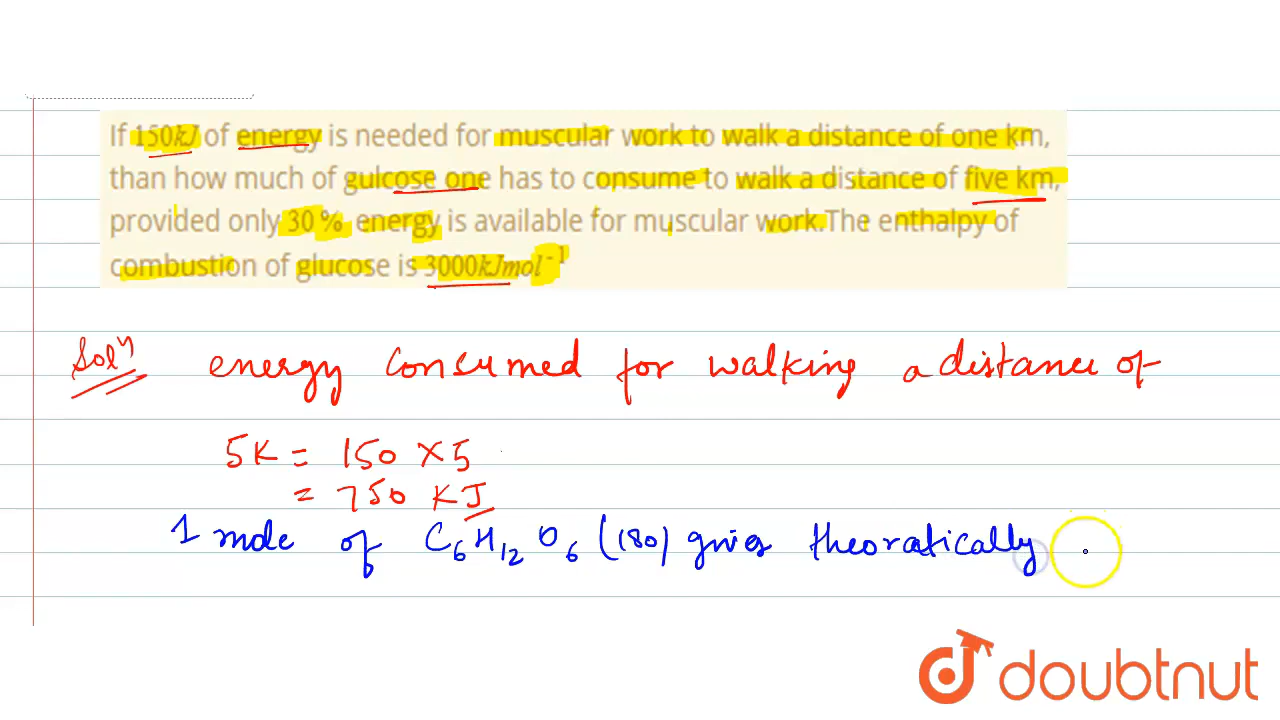 If 150kJ of energy is needed for muscular work to walk a distance of one km,
than how much of gulcose one has to consume to walk a distance of five km,
provided only 30 % energy is available for muscular work.The enthalpy of
combustion of glucose is 3000kJmol⁻¹
Solⁿ energy consumed for walking a distance of
5K = 150 × 5
= 750 KJ
1 mole of C₆H₁₂O₆ (180) gives theoratically
doubtnut